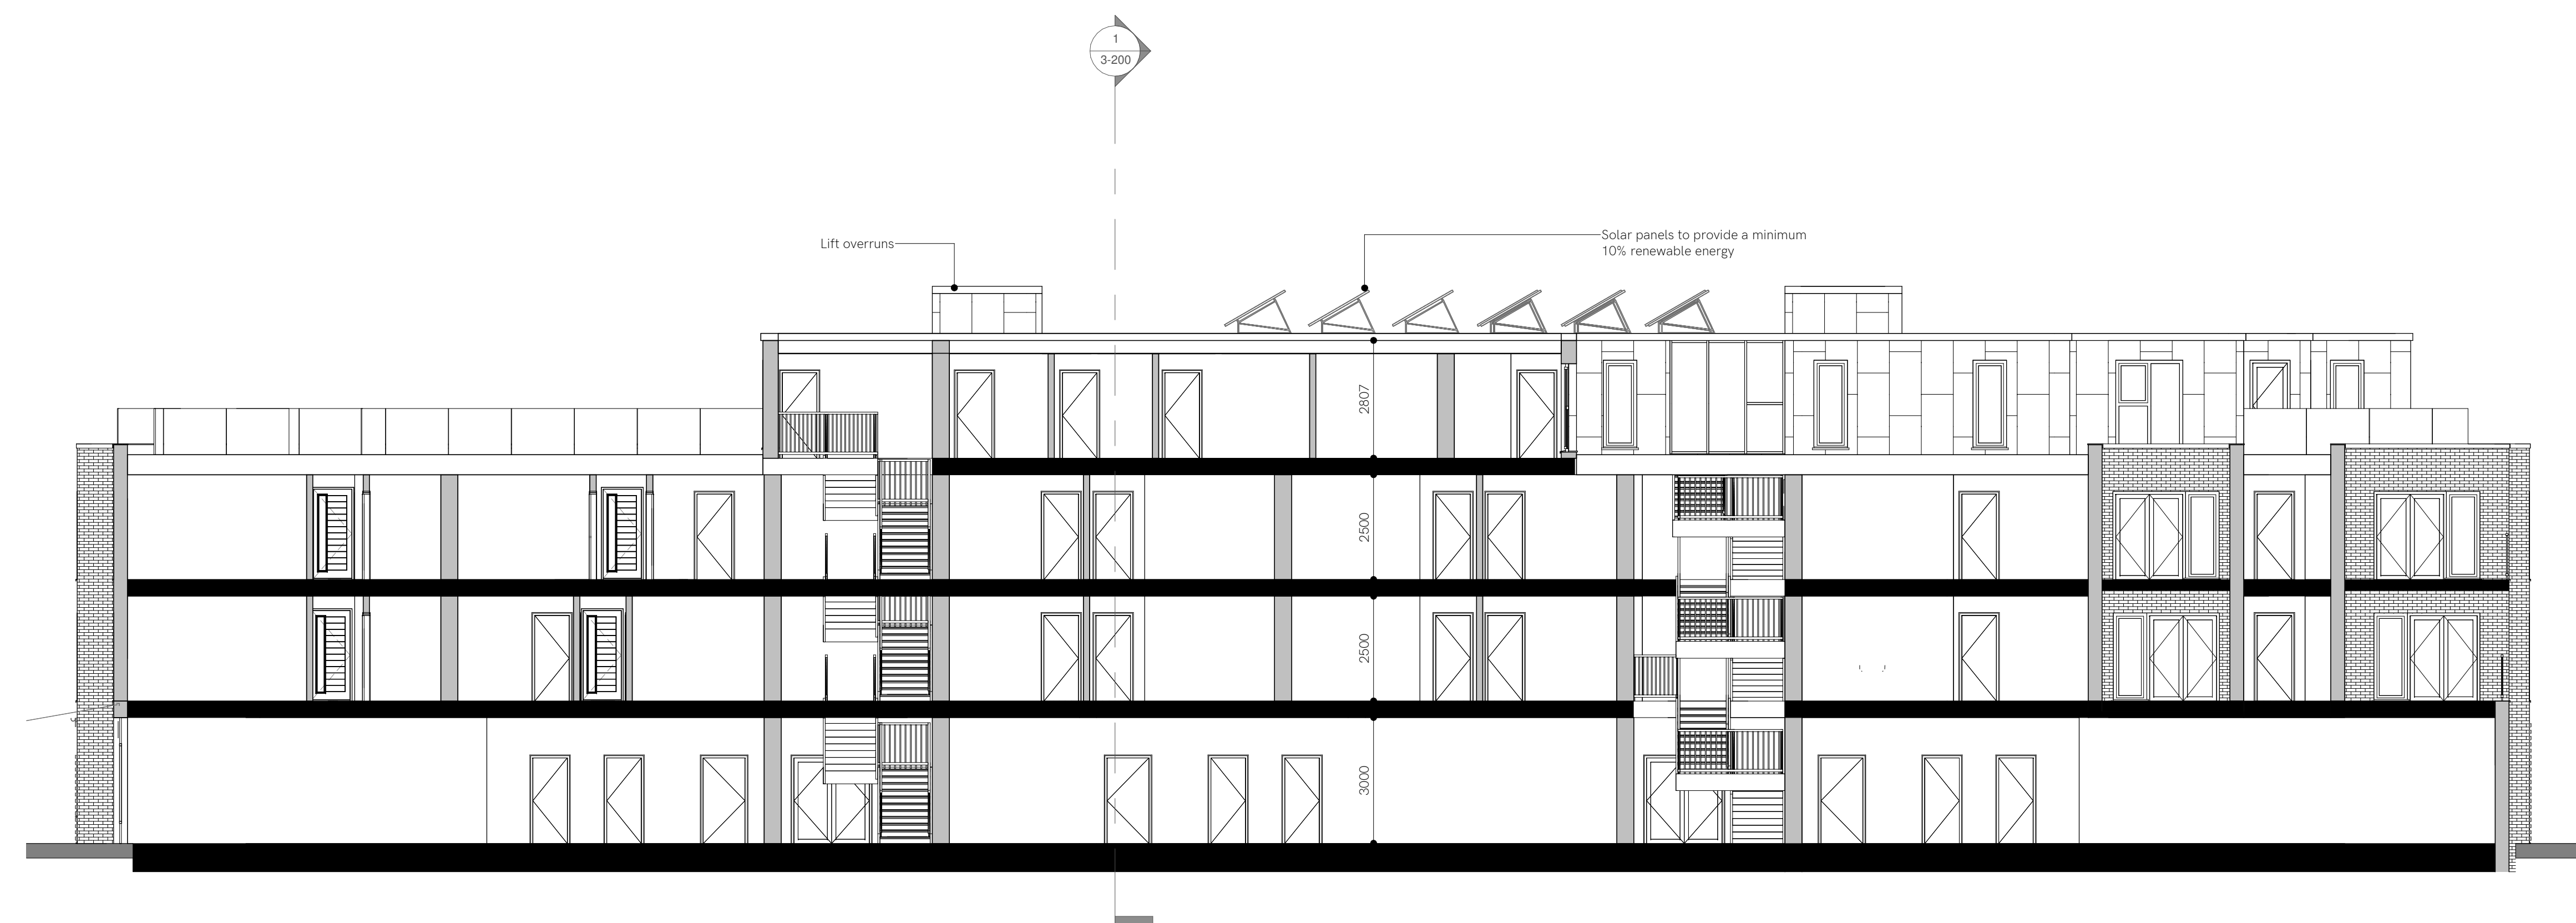 1
3-200
Lift overruns
Solar panels to provide a minimum
10% renewable energy
2807
2500
2500
3000